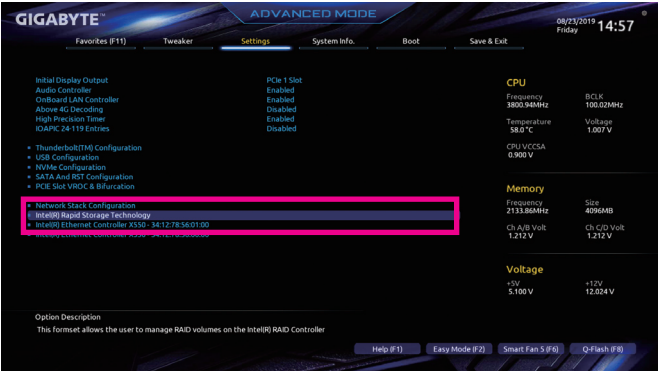 GIGABYTE™
ADVANCED MODE
08/23/2019 Friday 14:57
Favorites (F11) Tweaker Settings System Info. Boot Save & Exit
Initial Display Output PCIe 1 Slot
Audio Controller Enabled
OnBoard LAN Controller Enabled
Above 4G Decoding Disabled
High Precision Timer Enabled
IOAPIC 24-119 Entries Disabled
Thunderbolt(TM) Configuration
USB Configuration
NVMe Configuration
SATA And RST Configuration
PCIE Slot VROC & Bifurcation
Network Stack Configuration
Intel(R) Rapid Storage Technology
Intel(R) Ethernet Controller X550 - 34:12:78:56:01:00
CPU
Frequency BCLK
3800.94MHz 100.02MHz
Temperature Voltage
58.0 °C 1.007 V
CPU VCCSA
0.900 V
Memory
Frequency Size
2133.86MHz 4096MB
Ch A/B Volt Ch C/D Volt
1.212 V 1.212 V
Voltage
+5V +12V
5.100 V 12.024 V
Option Description
This formset allows the user to manage RAID volumes on the Intel(R) RAID Controller
Help (F1) Easy Mode (F2) Smart Fan 5 (F6) Q-Flash (F8)